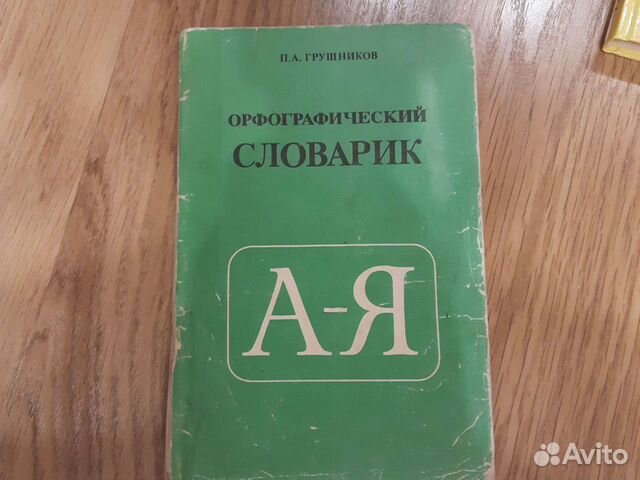 П.А. ГРУШНИКОВ
ОРФОГРАФИЧЕСКИЙ
СЛОВАРИК
А-Я
Avito